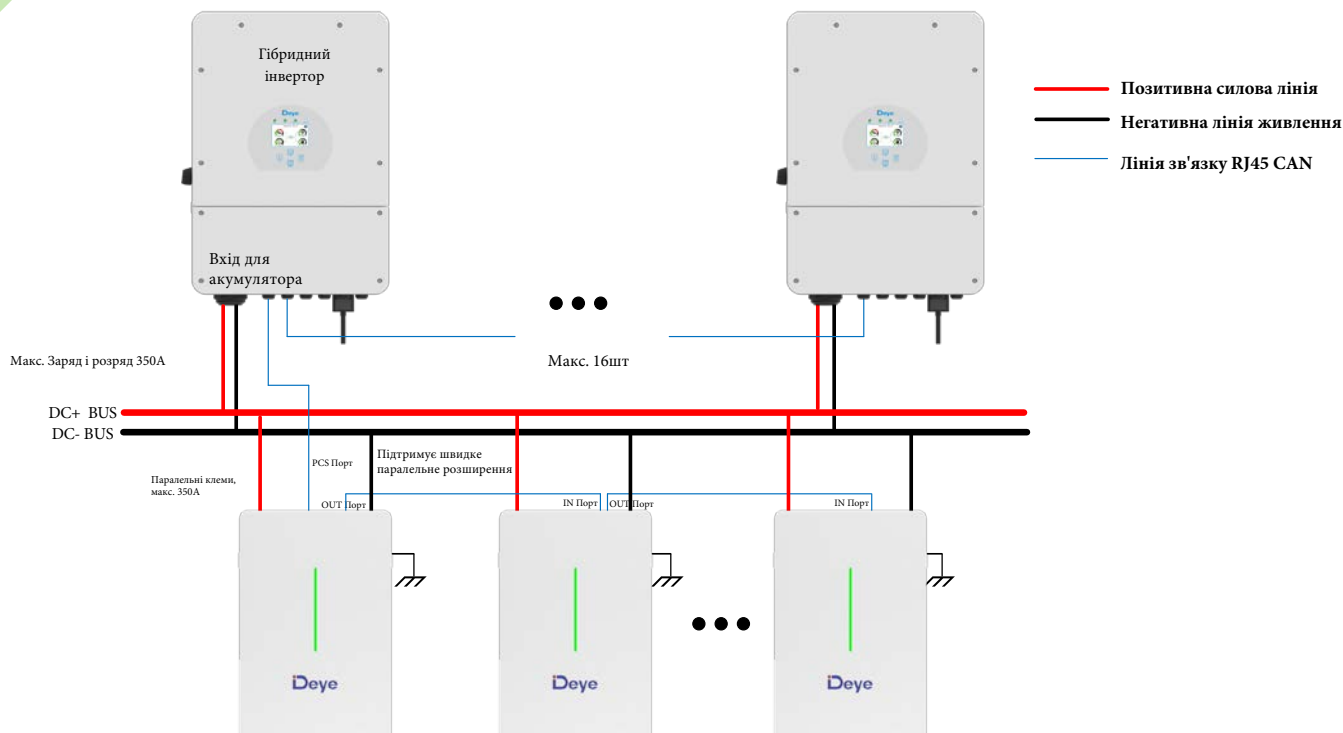 Гібридний
інвертор
Deye
Deye
Позитивна силова лінія
Негативна лінія живлення
Лінія зв'язку RJ45 CAN
Вхід для
акумулятора
Макс. Заряд і розряд 350A
Макс. 16шт
DC+ BUS
DC- BUS
PCS Порт
Підтримує швидке
паралельне розширення
Паралельні клеми,
макс. 350A
OUT Порт
IN Порт
OUT Порт
IN Порт
Deye
Deye
Deye